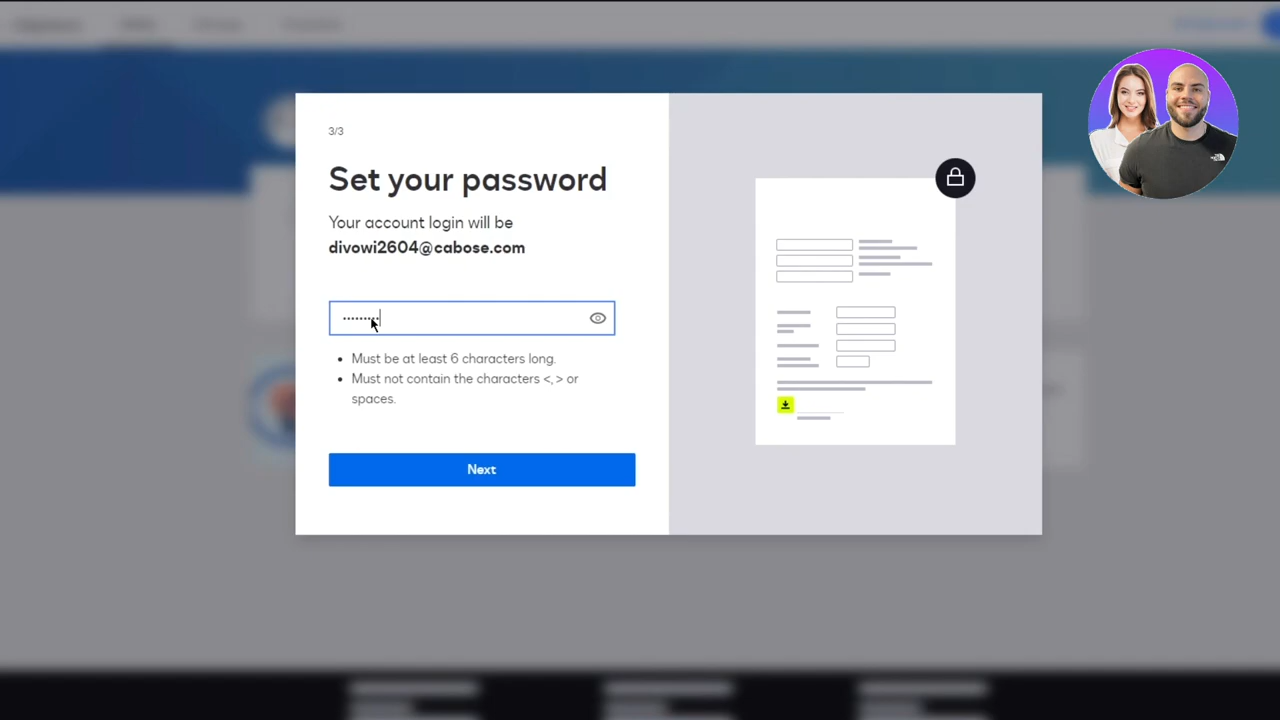 3/3
Set your password
Your account login will be
divowi2604@cabose.com
Must be at least 6 characters long.
Must not contain the characters <, > or
spaces.
Next